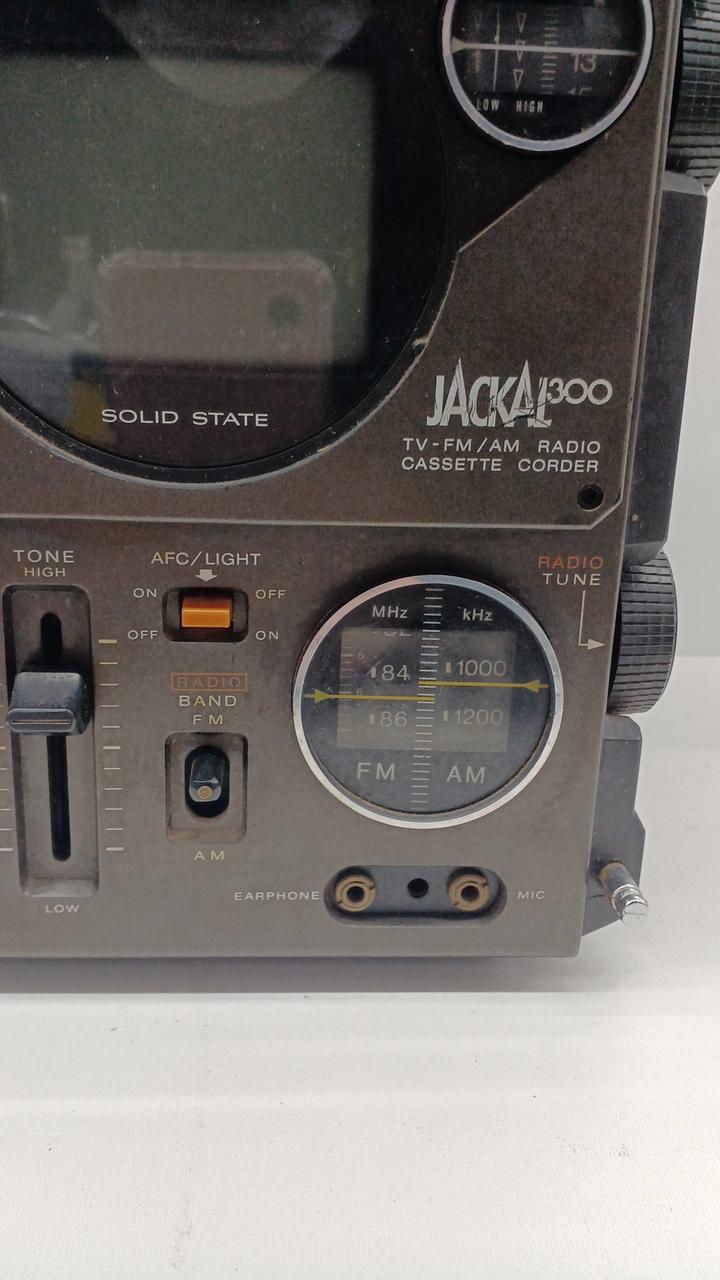 13
LOW HIGH
SOLID STATE
JACKAL 300
TV-FM/AM RADIO
CASSETTE CORDER
TONE
HIGH
LOW
AFC/LIGHT
ON OFF
OFF ON
RADIO
BAND
FM
AM
RADIO
TUNE
MHz kHz
84 1000
86 1200
FM AM
EARPHONE MIC